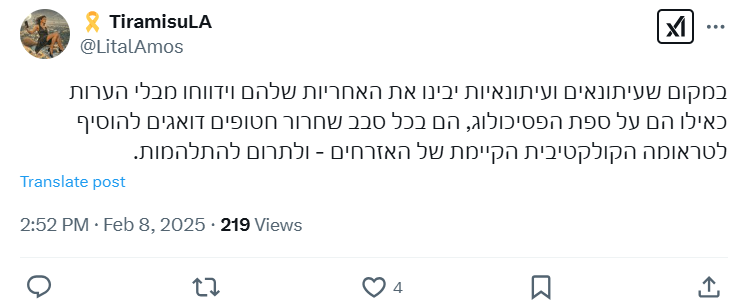 🎗️ TiramisuLA
@LitalAmos
במקום שעיתונאים ועיתונאיות יבינו את האחריות שלהם וידווחו מבלי הערות
כאילו הם על ספת הפסיכולוג, הם בכל סבב שחרור חטופים דואגים להוסיף
לטראומה הקולקטיבית הקיימת של האזרחים - ולתרום להתלהמות.
Translate post
2:52 PM · Feb 8, 2025 · 219 Views
4